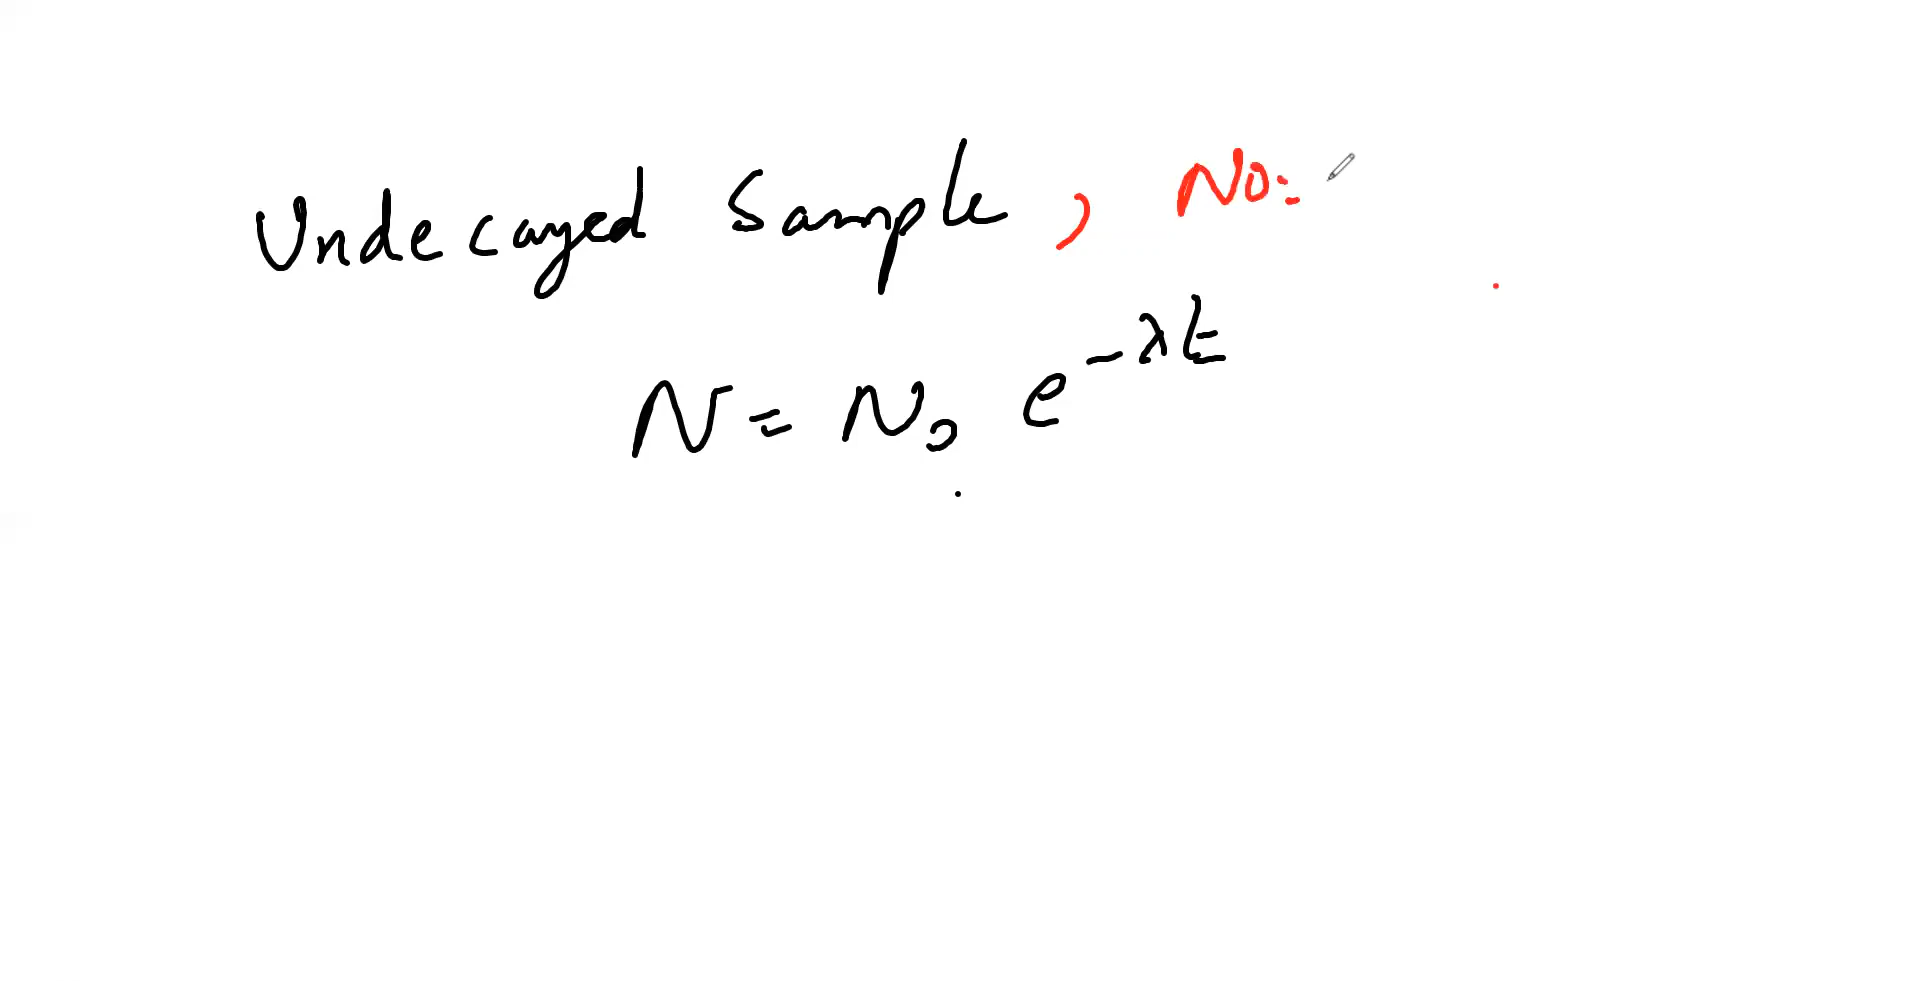 Undecayed Sample, No=
N = N₀ e^{-λt}